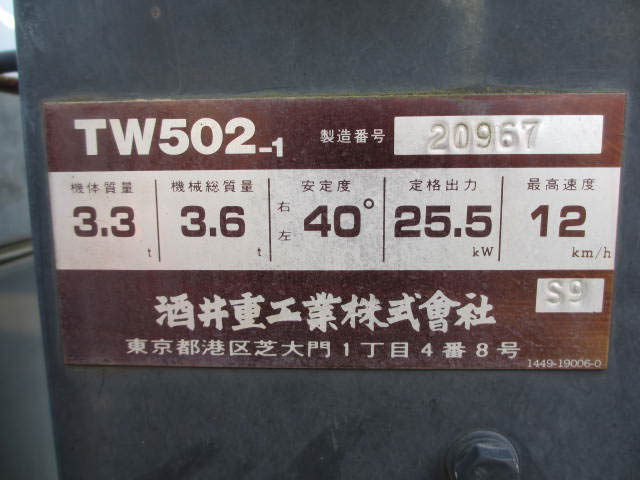 TW502-1 製造番号 20967
機体質量 機械総質量 安定度 定格出力 最高速度
3.3 t 3.6 t 右 左 40° 25.5 kW 12 km/h
S9
酒井重工業株式會社
東京都港区芝大門1丁目4番8号
1449-19006-0